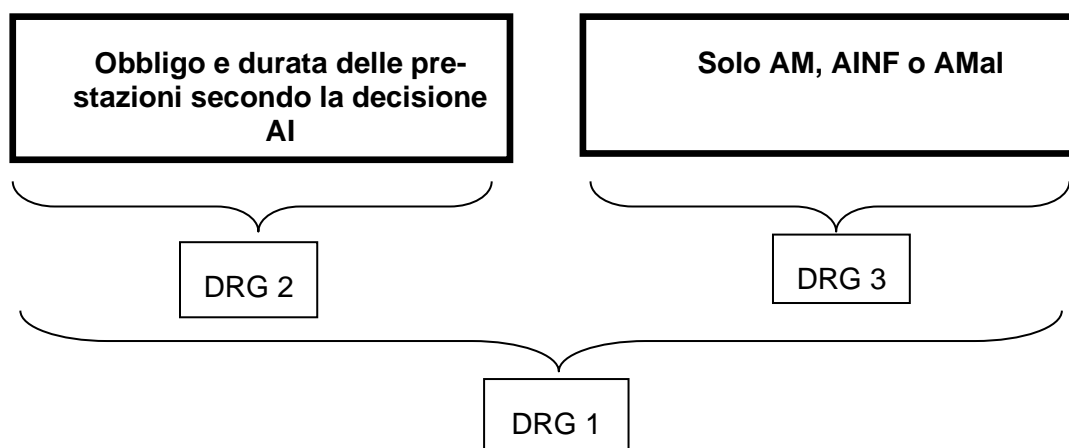 Obbligo e durata delle pre-
stazioni secondo la decisione
AI
Solo AM, AINF o AMal
DRG 2
DRG 3
DRG 1